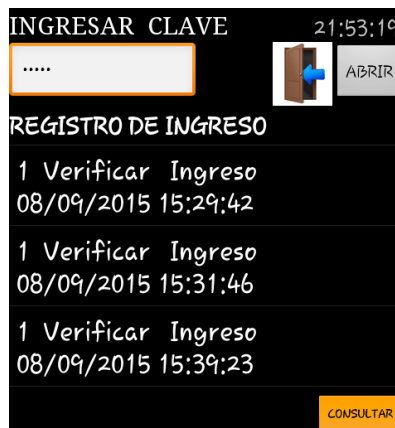 INGRESAR CLAVE 21:53:19
.....
ABRIR
REGISTRO DE INGRESO
1 Verificar Ingreso
08/09/2015 15:29:42
1 Verificar Ingreso
08/09/2015 15:31:46
1 Verificar Ingreso
08/09/2015 15:39:23
CONSULTAR